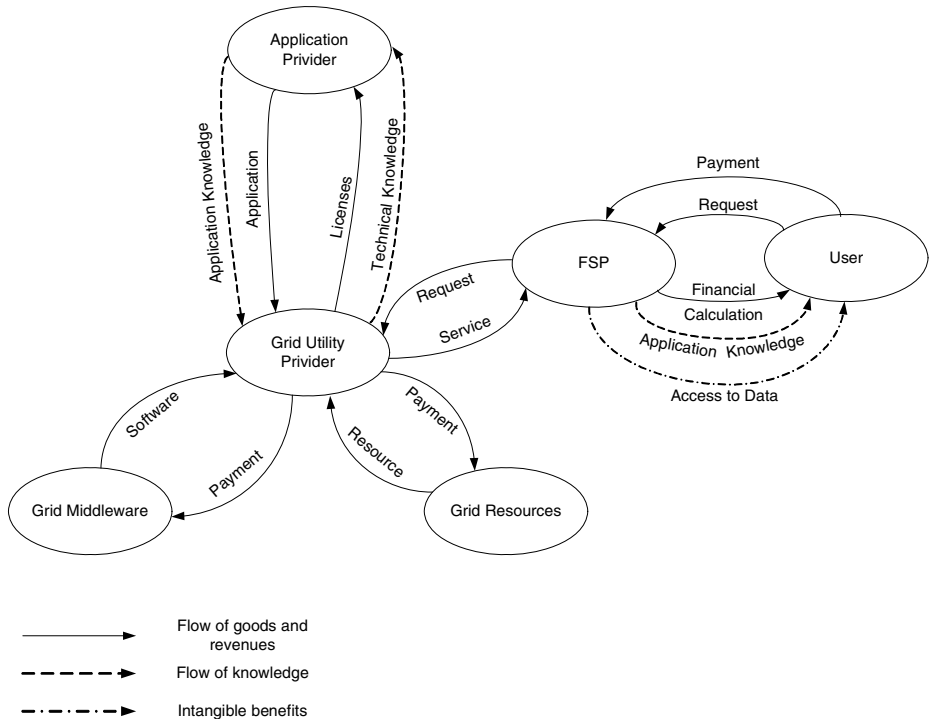 Application
Provider
Application Knowledge
Application
Licenses
Technical Knowledge
Payment
Request
FSP
User
Financial
Calculation
Application Knowledge
Access to Data
Request
Service
Grid Utility
Provider
Software
Payment
Payment
Resource
Grid Middleware
Grid Resources
Flow of goods and
revenues
Flow of knowledge
Intangible benefits